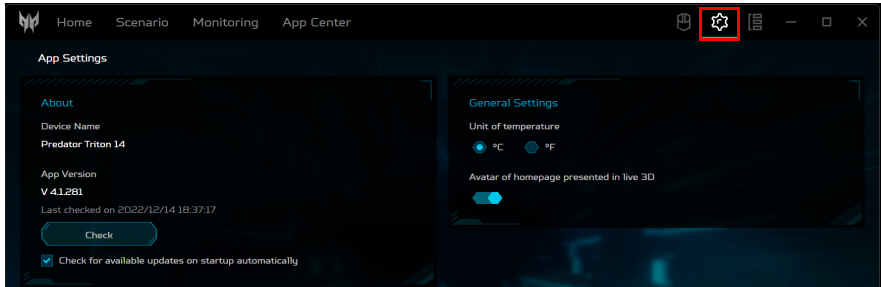 Home Scenario Monitoring App Center
App Settings
About
Device Name
Predator Triton 14
App Version
V 4.1.281
Last checked on 2022/12/14 18:37:17
Check
Check for available updates on startup automatically
General Settings
Unit of temperature
°C °F
Avatar of homepage presented in live 3D